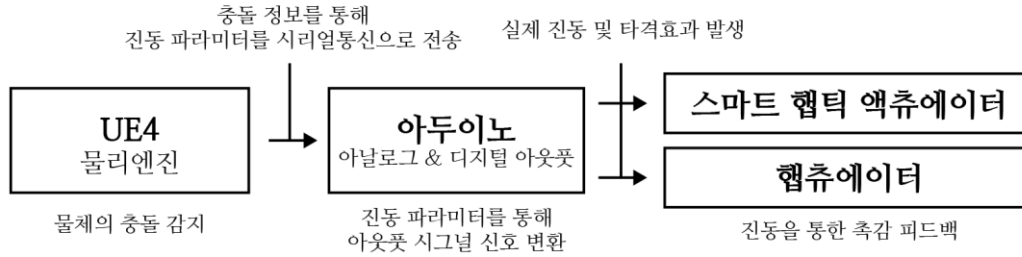 충돌 정보를 통해
진동 파라미터를 시리얼통신으로 전송
실제 진동 및 타격효과 발생
UE4
물리엔진
아두이노
아날로그 & 디지털 아웃풋
스마트 햅틱 액츄에이터
햅츄에이터
물체의 충돌 감지
진동 파라미터를 통해
아웃풋 시그널 신호 변환
진동을 통한 촉감 피드백